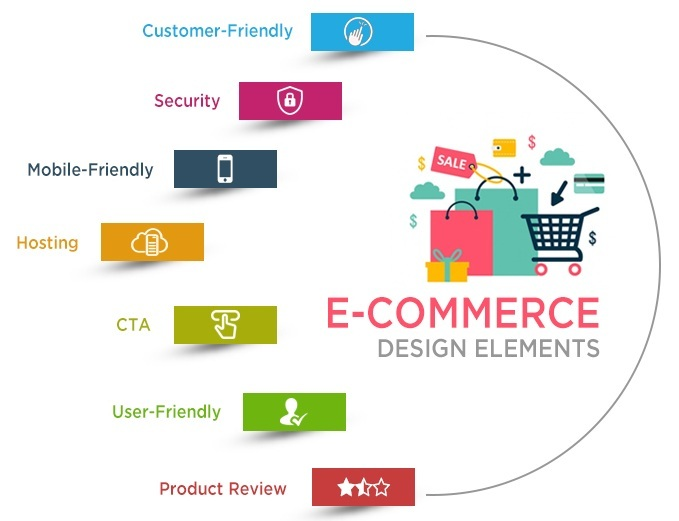 Customer-Friendly
Security
Mobile-Friendly
Hosting
CTA
User-Friendly
Product Review
$
SALE
$
$
$
E-COMMERCE
DESIGN ELEMENTS